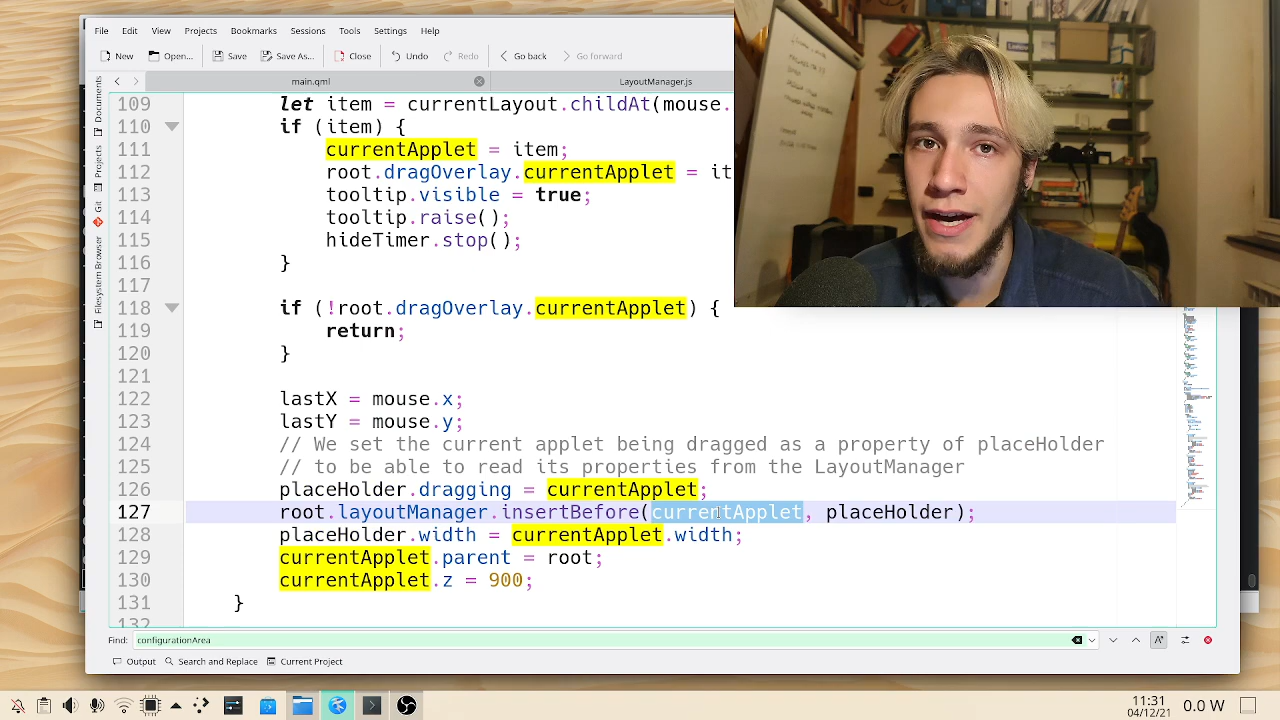 File Edit View Projects Bookmarks Sessions Tools Settings Help
New Open... Save Save As... Close Undo Redo Go back Go forward
main.qml LayoutManager.js
Documents
Projects
Git
Filesystem Browser
109 let item = currentLayout.childAt(mouse.
110 if (item) {
111 currentApplet = item;
112 root.dragOverlay.currentApplet = it
113 tooltip.visible = true;
114 tooltip.raise();
115 hideTimer.stop();
116 }
117
118 if (!root.dragOverlay.currentApplet) {
119 return;
120 }
121
122 lastX = mouse.x;
123 lastY = mouse.y;
124 // We set the current applet being dragged as a property of placeHolder
125 // to be able to read its properties from the LayoutManager
126 placeHolder.dragging = currentApplet;
127 root.layoutManager.insertBefore(currentApplet, placeHolder);
128 placeHolder.width = currentApplet.width;
129 currentApplet.parent = root;
130 currentApplet.z = 900;
131 }
132
Find: configurationArea
Output Search and Replace Current Project
11:31
04/12/21
0.0 W